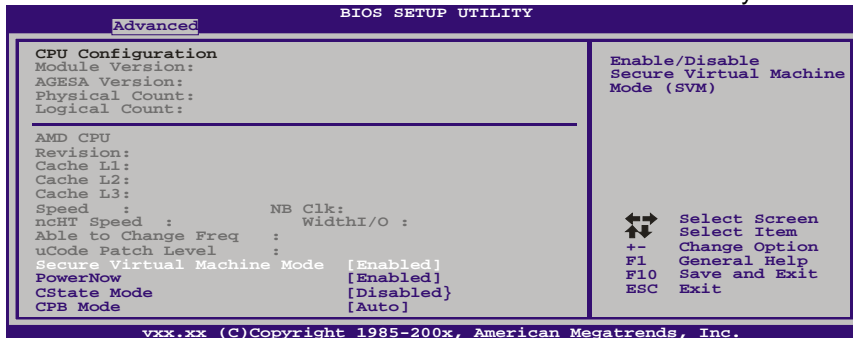 BIOS SETUP UTILITY
Advanced
CPU Configuration
Module Version:
AGESA Version:
Physical Count:
Logical Count:
AMD CPU
Revision:
Cache L1:
Cache L2:
Cache L3:
Speed : NB Clk:
ncHT Speed : WidthI/O :
Able to Change Freq :
uCode Patch Level :
Secure Virtual Machine Mode [Enabled]
PowerNow [Enabled]
CState Mode [Disabled}
CPB Mode [Auto]
Enable/Disable
Secure Virtual Machine
Mode (SVM)
Select Screen
Select Item
+- Change Option
F1 General Help
F10 Save and Exit
ESC Exit
vxx.xx (C)Copyright 1985-200x, American Megatrends, Inc.